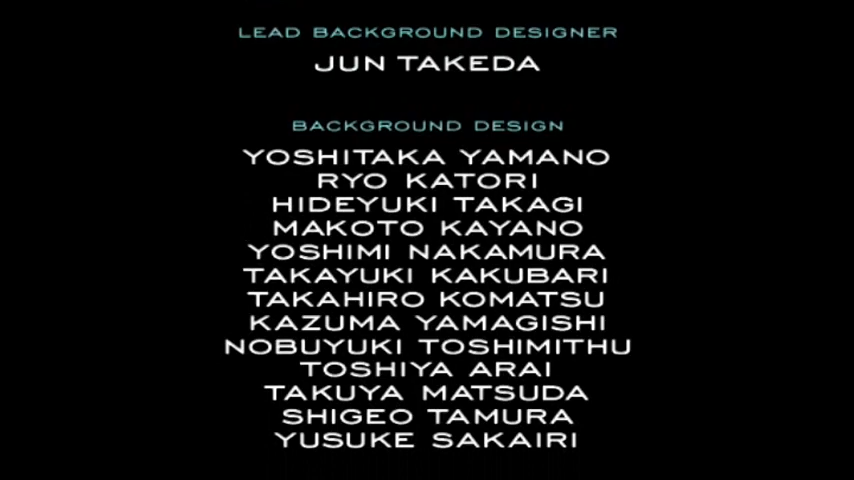 LEAD BACKGROUND DESIGNER
JUN TAKEDA
BACKGROUND DESIGN
YOSHITAKA YAMANO
RYO KATORI
HIDEYUKI TAKAGI
MAKOTO KAYANO
YOSHIMI NAKAMURA
TAKAYUKI KAKUBARI
TAKAHIRO KOMATSU
KAZUMA YAMAGISHI
NOBUYUKI TOSHIMITHU
TOSHIYA ARAI
TAKUYA MATSUDA
SHIGEO TAMURA
YUSUKE SAKAIRI